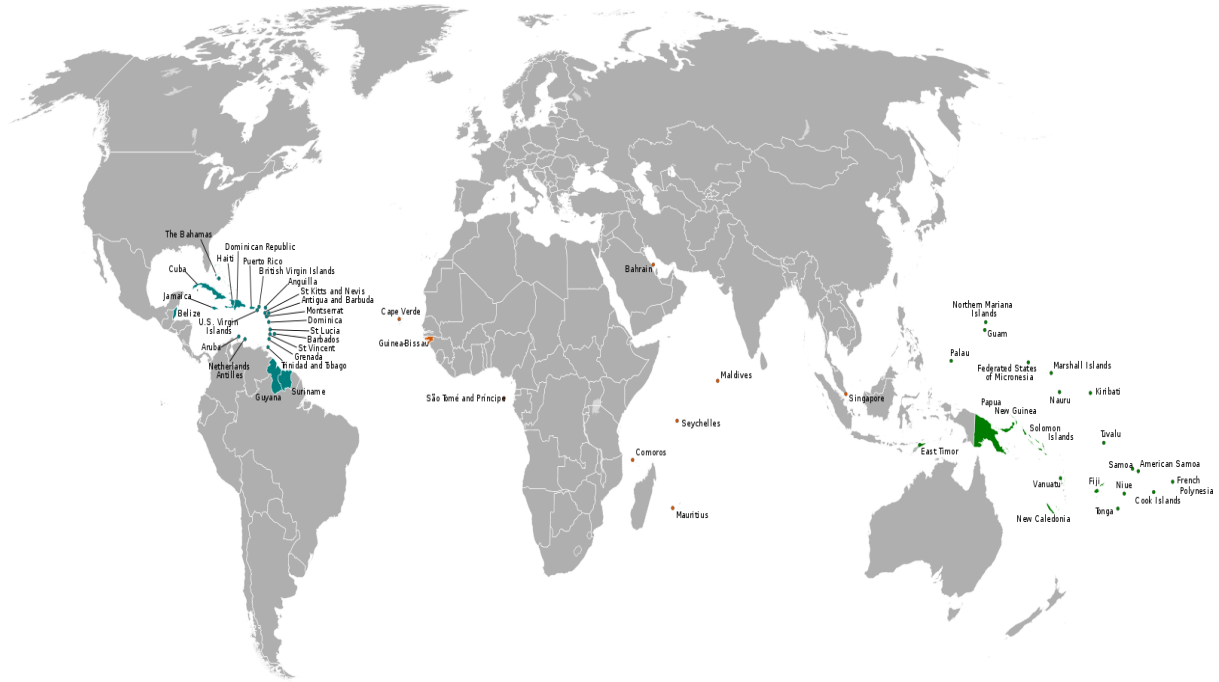 The Bahamas
Dominican Republic
Haiti
Puerto Rico
British Virgin Islands
Cuba
Anguilla
St Kitts and Nevis
Jamaica
Antigua and Barbuda
Montserrat
Belize
U.S. Virgin
Islands
Dominica
St Lucia
Barbados
Aruba
St Vincent
Grenada
Netherlands
Antilles
Trinidad and Tobago
Suriname
Guyana
Cape Verde
Guinea-Bissau
São Tomé and Príncipe
Bahrain
Maldives
Seychelles
Comoros
Mauritius
Singapore
Northern Mariana
Islands
Guam
Palau
Federated States
of Micronesia
Marshall Islands
Nauru
Kiribati
Papua
New Guinea
Solomon
Islands
East Timor
Tuvalu
Samoa
American Samoa
Vanuatu
Fiji
Niue
French
Polynesia
Cook Islands
Tonga
New Caledonia